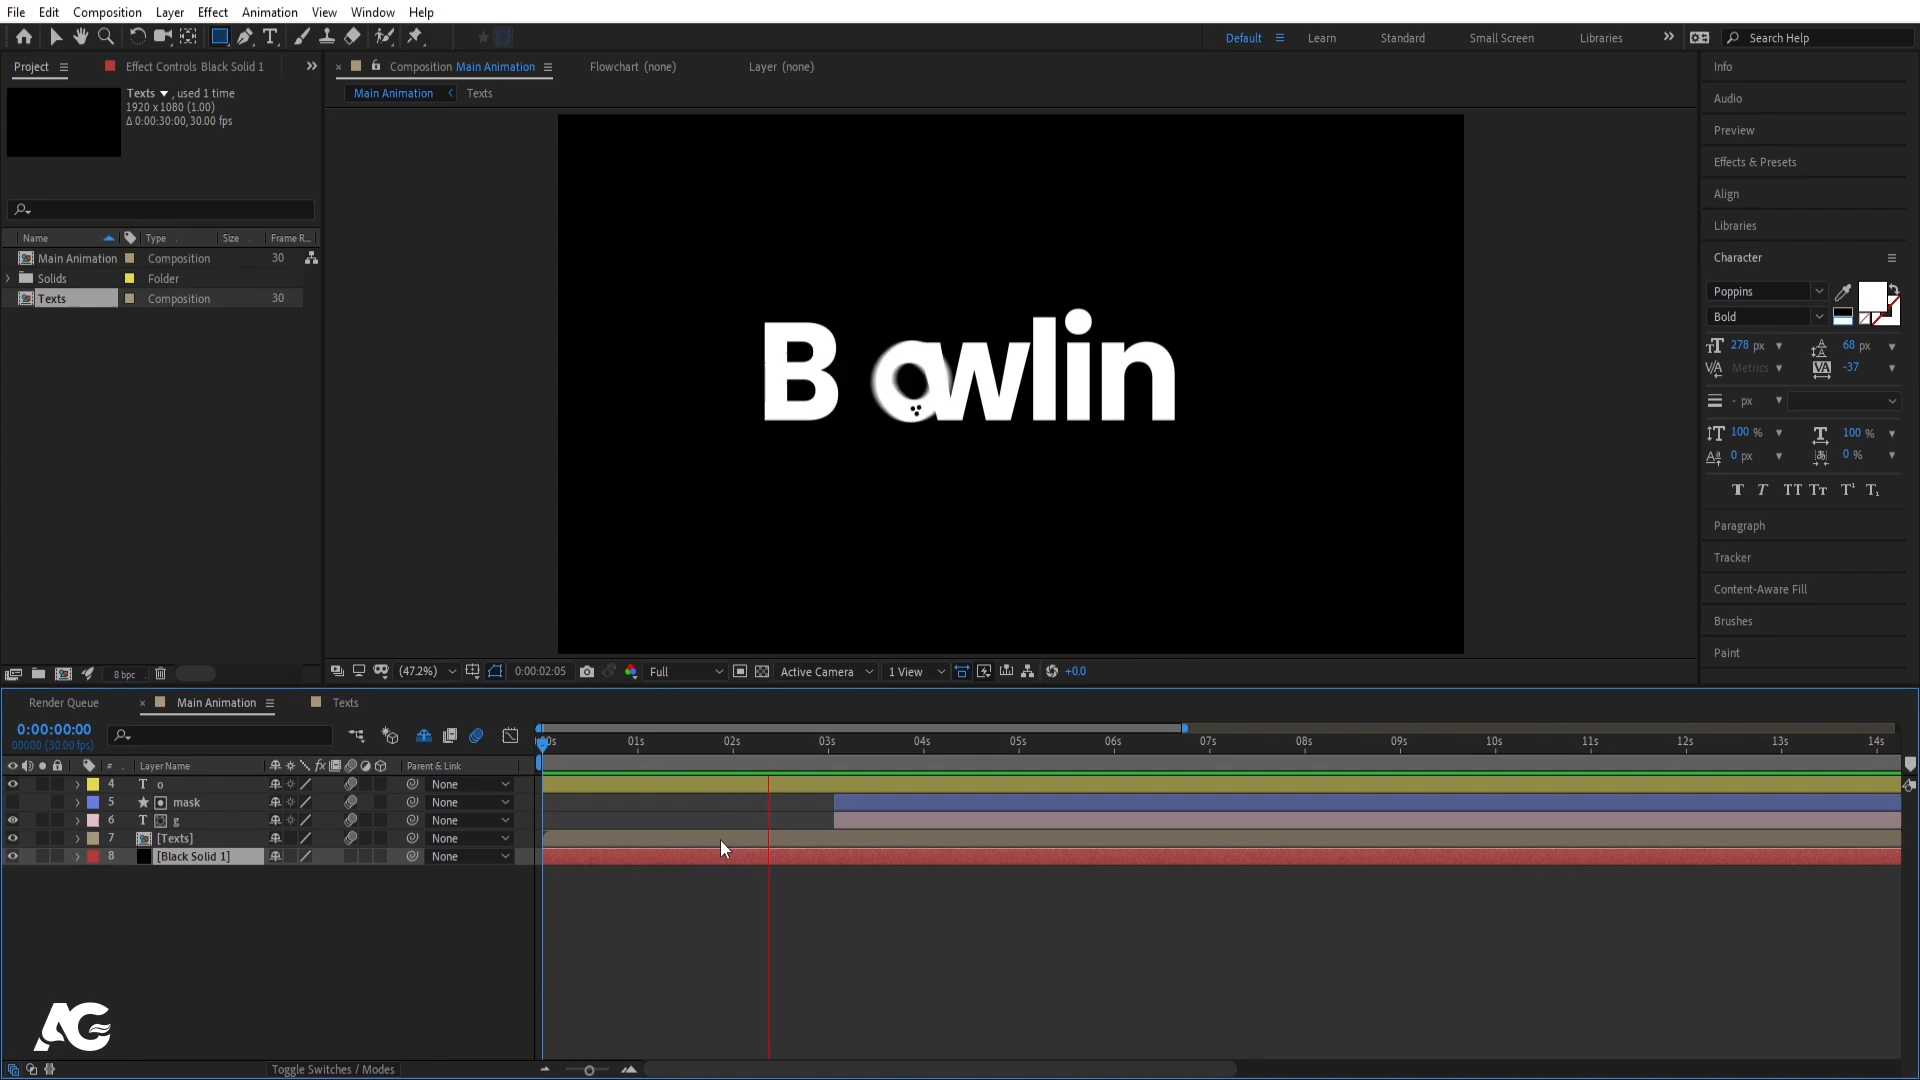 File Edit Composition Layer Effect Animation View Window Help
Default Learn Standard Small Screen Libraries Search Help
Project Effect Controls Black Solid 1
Composition Main Animation Flowchart (none) Layer (none)
Main Animation Texts
Texts , used 1 time
1920 x 1080 (1.00)
Δ 0:00:30:00, 30.00 fps
Name Type Size Frame R...
Main Animation Composition 30
Solids Folder
Texts Composition 30
8 bpc
Bowlin
(47.2%) 0:00:02:05 Full Active Camera 1 View +0.0
Info
Audio
Preview
Effects & Presets
Align
Libraries
Character
Poppins
Bold
278 px 68 px
Metrics -37
- px
100 % 100 %
0 px 0 %
T T TT Tt T¹ T₁
Paragraph
Tracker
Content-Aware Fill
Brushes
Paint
Render Queue Main Animation Texts
0:00:00:00
00000 (30.00 fps)
01s 02s 03s 04s 05s 06s 07s 08s 09s 10s 11s 12s 13s 14s
# Layer Name fx Parent & Link
4 T o None
5 mask None
6 T g None
7 [Texts] None
8 [Black Solid 1] None
AG
Toggle Switches / Modes